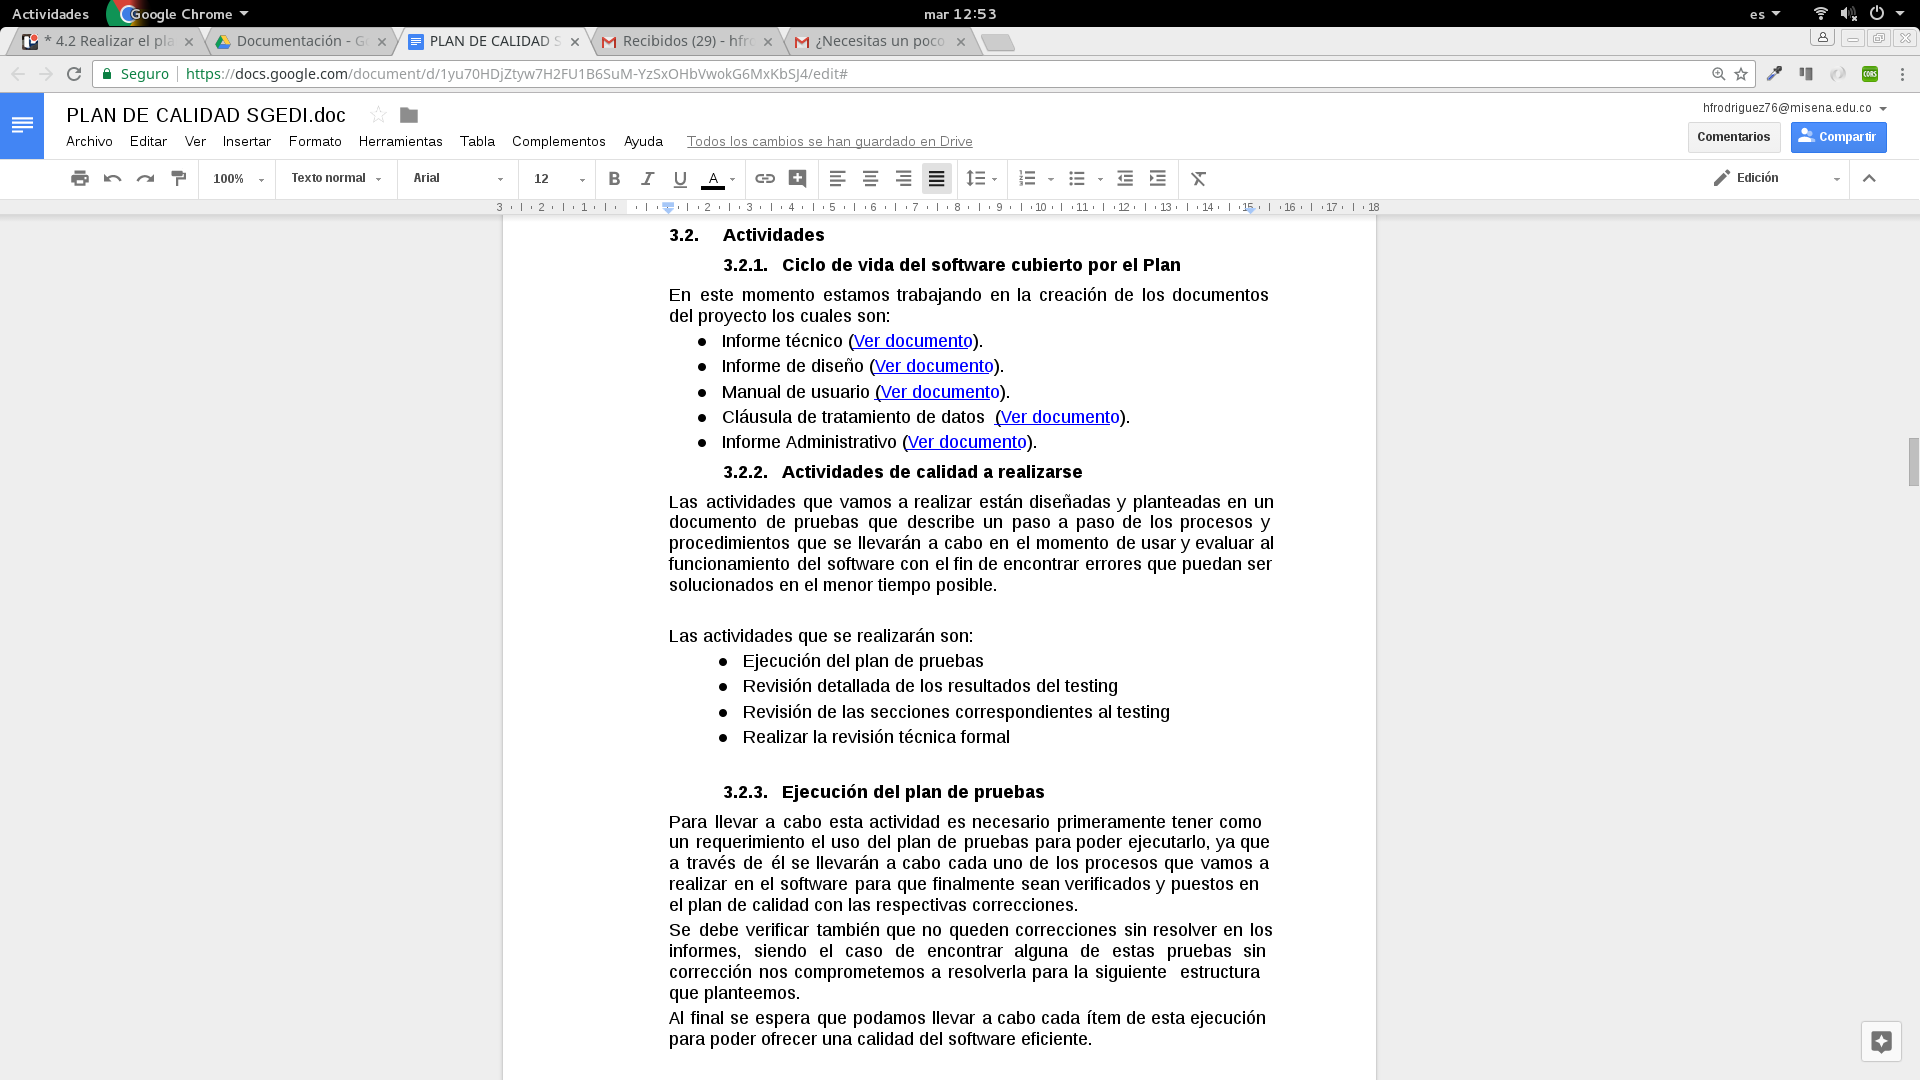 Actividades
Google Chrome
mar 12:53
es
* 4.2 Realizar el pla
Documentación - G
PLAN DE CALIDAD S
Recibidos (29) - hfr
¿Necesitas un poco
Seguro
https://docs.google.com/document/d/1yu70HDjZtyw7H2FU1B6SuM-YzSxOHbVwokG6MxKbSJ4/edit#
PLAN DE CALIDAD SGEDI.doc
hfrodriguez76@misena.edu.co
Archivo Editar Ver Insertar Formato Herramientas Tabla Complementos Ayuda Todos los cambios se han guardado en Drive
Comentarios
Compartir
100% Texto normal Arial 12 B I U A
Edición
3 2 1 2 3 4 5 6 7 8 9 10 11 12 13 14 15 16 17 18
3.2. Actividades
3.2.1. Ciclo de vida del software cubierto por el Plan
En este momento estamos trabajando en la creación de los documentos
del proyecto los cuales son:
● Informe técnico (Ver documento).
● Informe de diseño (Ver documento).
● Manual de usuario (Ver documento).
● Cláusula de tratamiento de datos (Ver documento).
● Informe Administrativo (Ver documento).
3.2.2. Actividades de calidad a realizarse
Las actividades que vamos a realizar están diseñadas y planteadas en un
documento de pruebas que describe un paso a paso de los procesos y
procedimientos que se llevarán a cabo en el momento de usar y evaluar al
funcionamiento del software con el fin de encontrar errores que puedan ser
solucionados en el menor tiempo posible.
Las actividades que se realizarán son:
● Ejecución del plan de pruebas
● Revisión detallada de los resultados del testing
● Revisión de las secciones correspondientes al testing
● Realizar la revisión técnica formal
3.2.3. Ejecución del plan de pruebas
Para llevar a cabo esta actividad es necesario primeramente tener como
un requerimiento el uso del plan de pruebas para poder ejecutarlo, ya que
a través de él se llevarán a cabo cada uno de los procesos que vamos a
realizar en el software para que finalmente sean verificados y puestos en
el plan de calidad con las respectivas correcciones.
Se debe verificar también que no queden correcciones sin resolver en los
informes, siendo el caso de encontrar alguna de estas pruebas sin
corrección nos comprometemos a resolverla para la siguiente estructura
que planteemos.
Al final se espera que podamos llevar a cabo cada ítem de esta ejecución
para poder ofrecer una calidad del software eficiente.